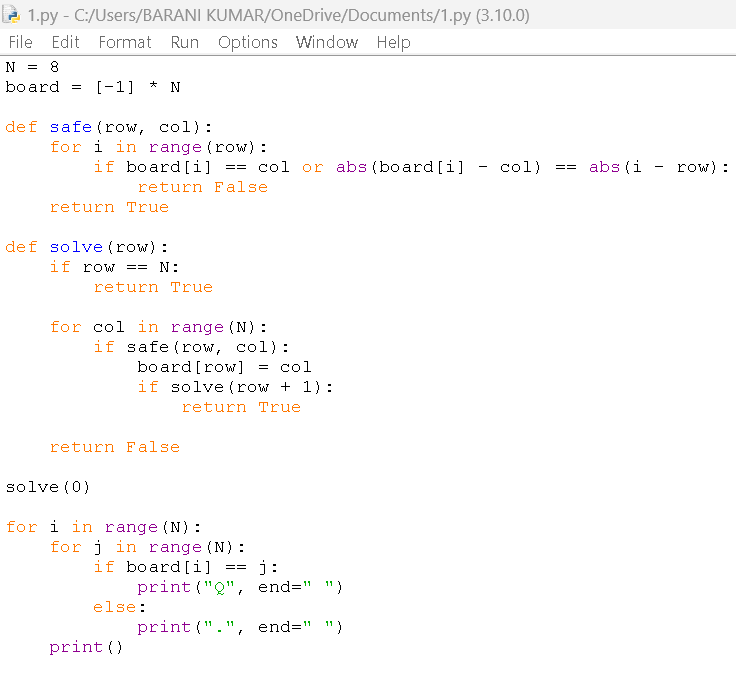 1.py - C:/Users/BARANI KUMAR/OneDrive/Documents/1.py (3.10.0)
File Edit Format Run Options Window Help
N = 8
board = [-1] * N

def safe(row, col):
    for i in range(row):
        if board[i] == col or abs(board[i] - col) == abs(i - row):
            return False
    return True

def solve(row):
    if row == N:
        return True

    for col in range(N):
        if safe(row, col):
            board[row] = col
            if solve(row + 1):
                return True

    return False

solve(0)

for i in range(N):
    for j in range(N):
        if board[i] == j:
            print("Q", end=" ")
        else:
            print(".", end=" ")
    print()